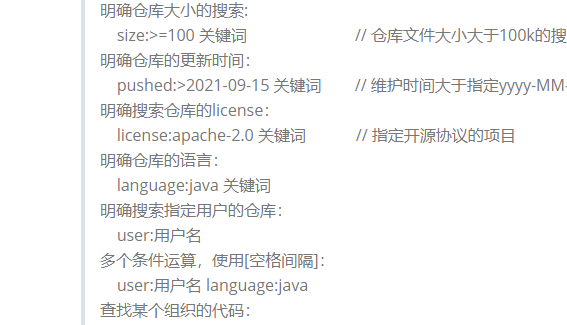 明确仓库大小的搜索:
size:>=100 关键词 // 仓库文件大小大于100k的搜
明确仓库的更新时间：
pushed:>2021-09-15 关键词 // 维护时间大于指定yyyy-MM-
明确搜索仓库的license：
license:apache-2.0 关键词 // 指定开源协议的项目
明确仓库的语言：
language:java 关键词
明确搜索指定用户的仓库：
user:用户名
多个条件运算，使用[空格间隔]：
user:用户名 language:java
查找某个组织的代码：